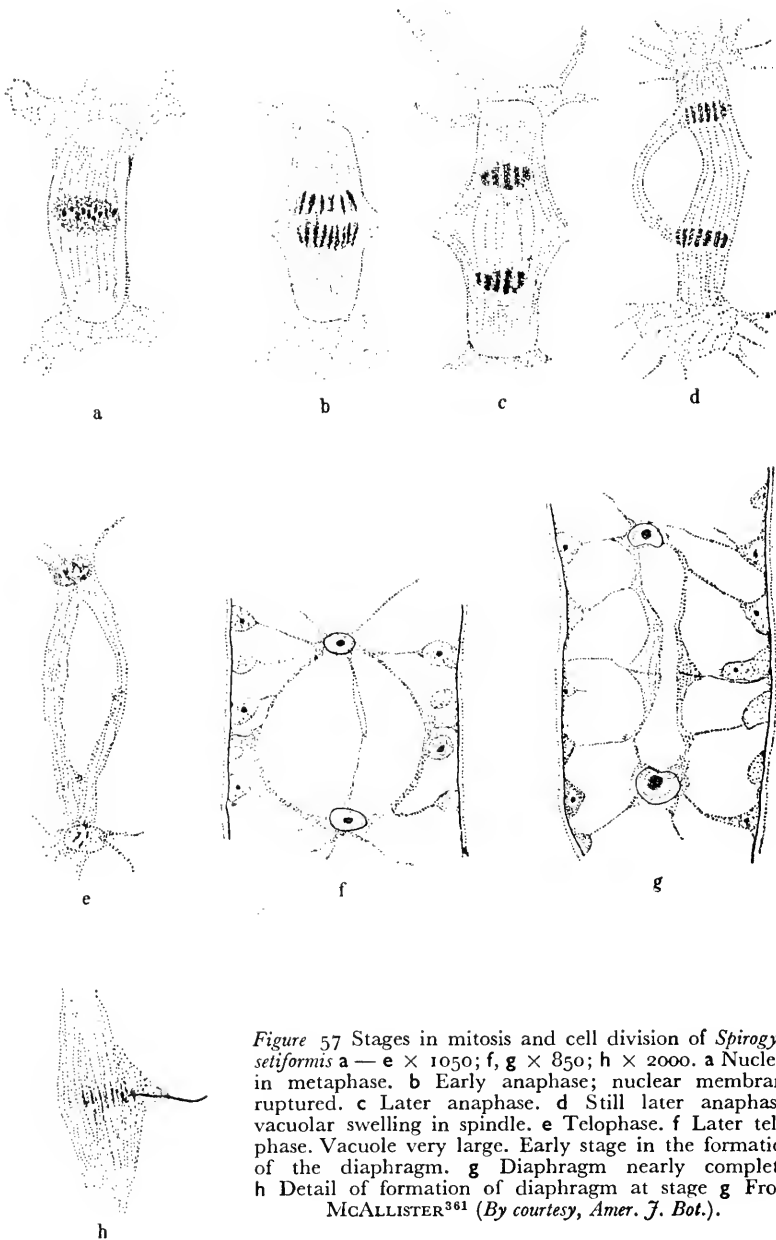 a
b
c
d
e
f
g
h
Figure 57 Stages in mitosis and cell division of Spirogy
setiformis a — e × 1050; f, g × 850; h × 2000. a Nucle
in metaphase. b Early anaphase; nuclear membran
ruptured. c Later anaphase. d Still later anaphas
vacuolar swelling in spindle. e Telophase. f Later tel
phase. Vacuole very large. Early stage in the formatic
of the diaphragm. g Diaphragm nearly complet
h Detail of formation of diaphragm at stage g Fro
McAllister³⁶¹ (By courtesy, Amer. J. Bot.).